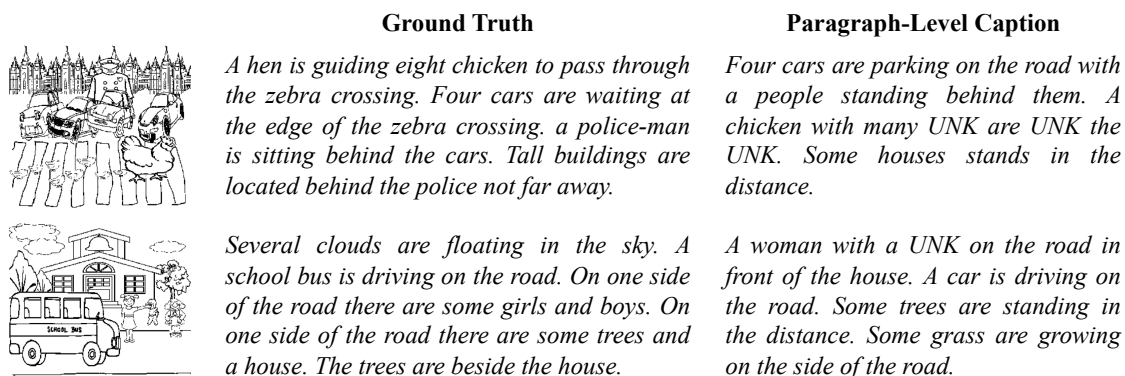 Ground Truth
Paragraph-Level Caption
A hen is guiding eight chicken to pass through
the zebra crossing. Four cars are waiting at
the edge of the zebra crossing. a police-man
is sitting behind the cars. Tall buildings are
located behind the police not far away.
Four cars are parking on the road with
a people standing behind them. A
chicken with many UNK are UNK the
UNK. Some houses stands in the
distance.
Several clouds are floating in the sky. A
school bus is driving on the road. On one side
of the road there are some girls and boys. On
one side of the road there are some trees and
a house. The trees are beside the house.
SCHOOL BUS
A woman with a UNK on the road in
front of the house. A car is driving on
the road. Some trees are standing in
the distance. Some grass are growing
on the side of the road.